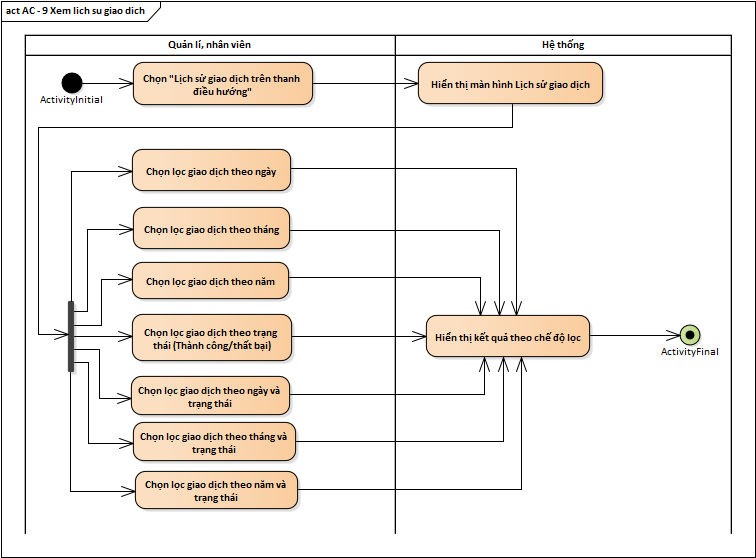 act AC - 9 Xem lich su giao dich
Quản lí, nhân viên
Hệ thống
ActivityInitial
Chọn "Lịch sử giao dịch trên thanh
điều hướng"
Hiển thị màn hình Lịch sử giao dịch
Chọn lọc giao dịch theo ngày
Chọn lọc giao dịch theo tháng
Chọn lọc giao dịch theo năm
Chọn lọc giao dịch theo trạng
thái (Thành công/thất bại)
Hiển thị kết quả theo chế độ lọc
ActivityFinal
Chọn lọc giao dịch theo ngày và
trạng thái
Chọn lọc giao dịch theo tháng và
trạng thái
Chọn lọc giao dịch theo năm và
trạng thái